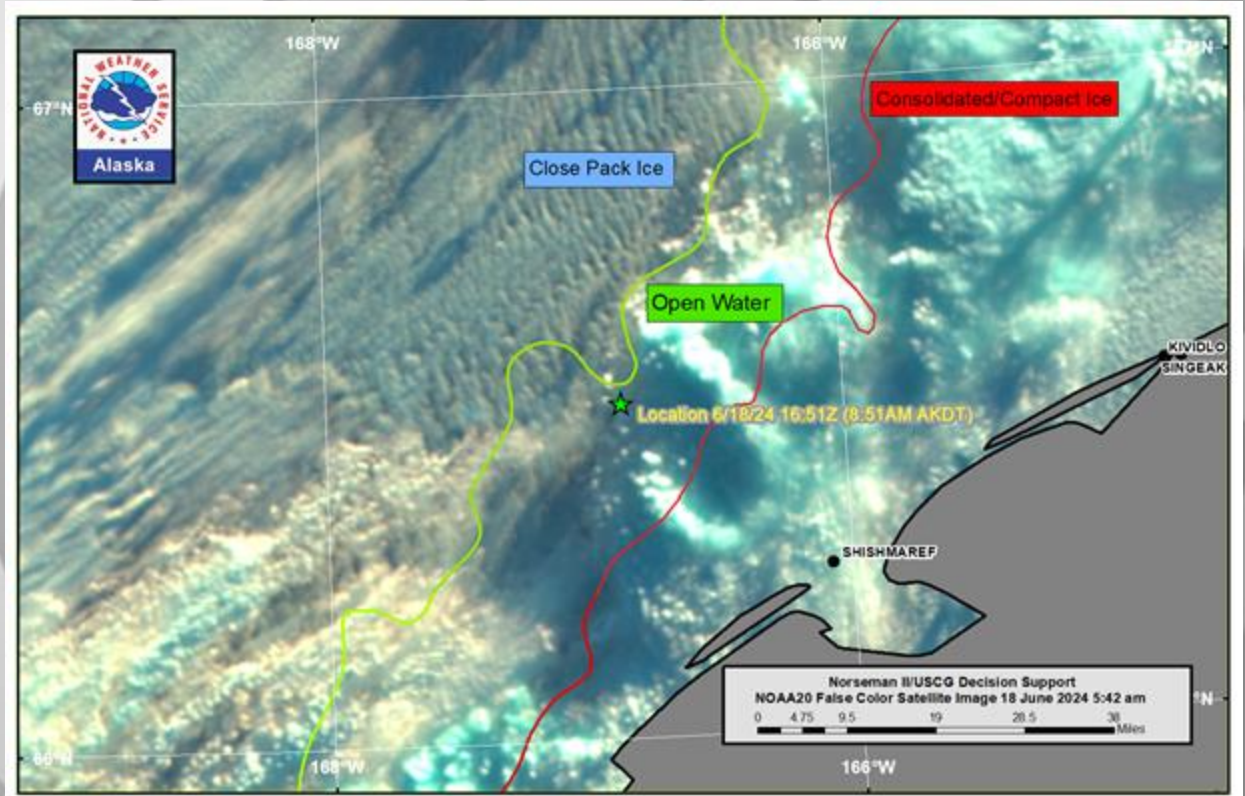 168°W
166°W
67°N
NATIONAL WEATHER SERVICE
Alaska
Consolidated/Compact Ice
Close Pack Ice
Open Water
KIVIDLO
SINGEAK
Location 6/18/24 16:51Z (8:51AM AKDT)
SHISHMAREF
Norseman II/USCG Decision Support
NOAA20 False Color Satellite Image 18 June 2024 5:42 am
0 4.75 9.5 19 28.5 38
Miles
66°N
168°W
166°W